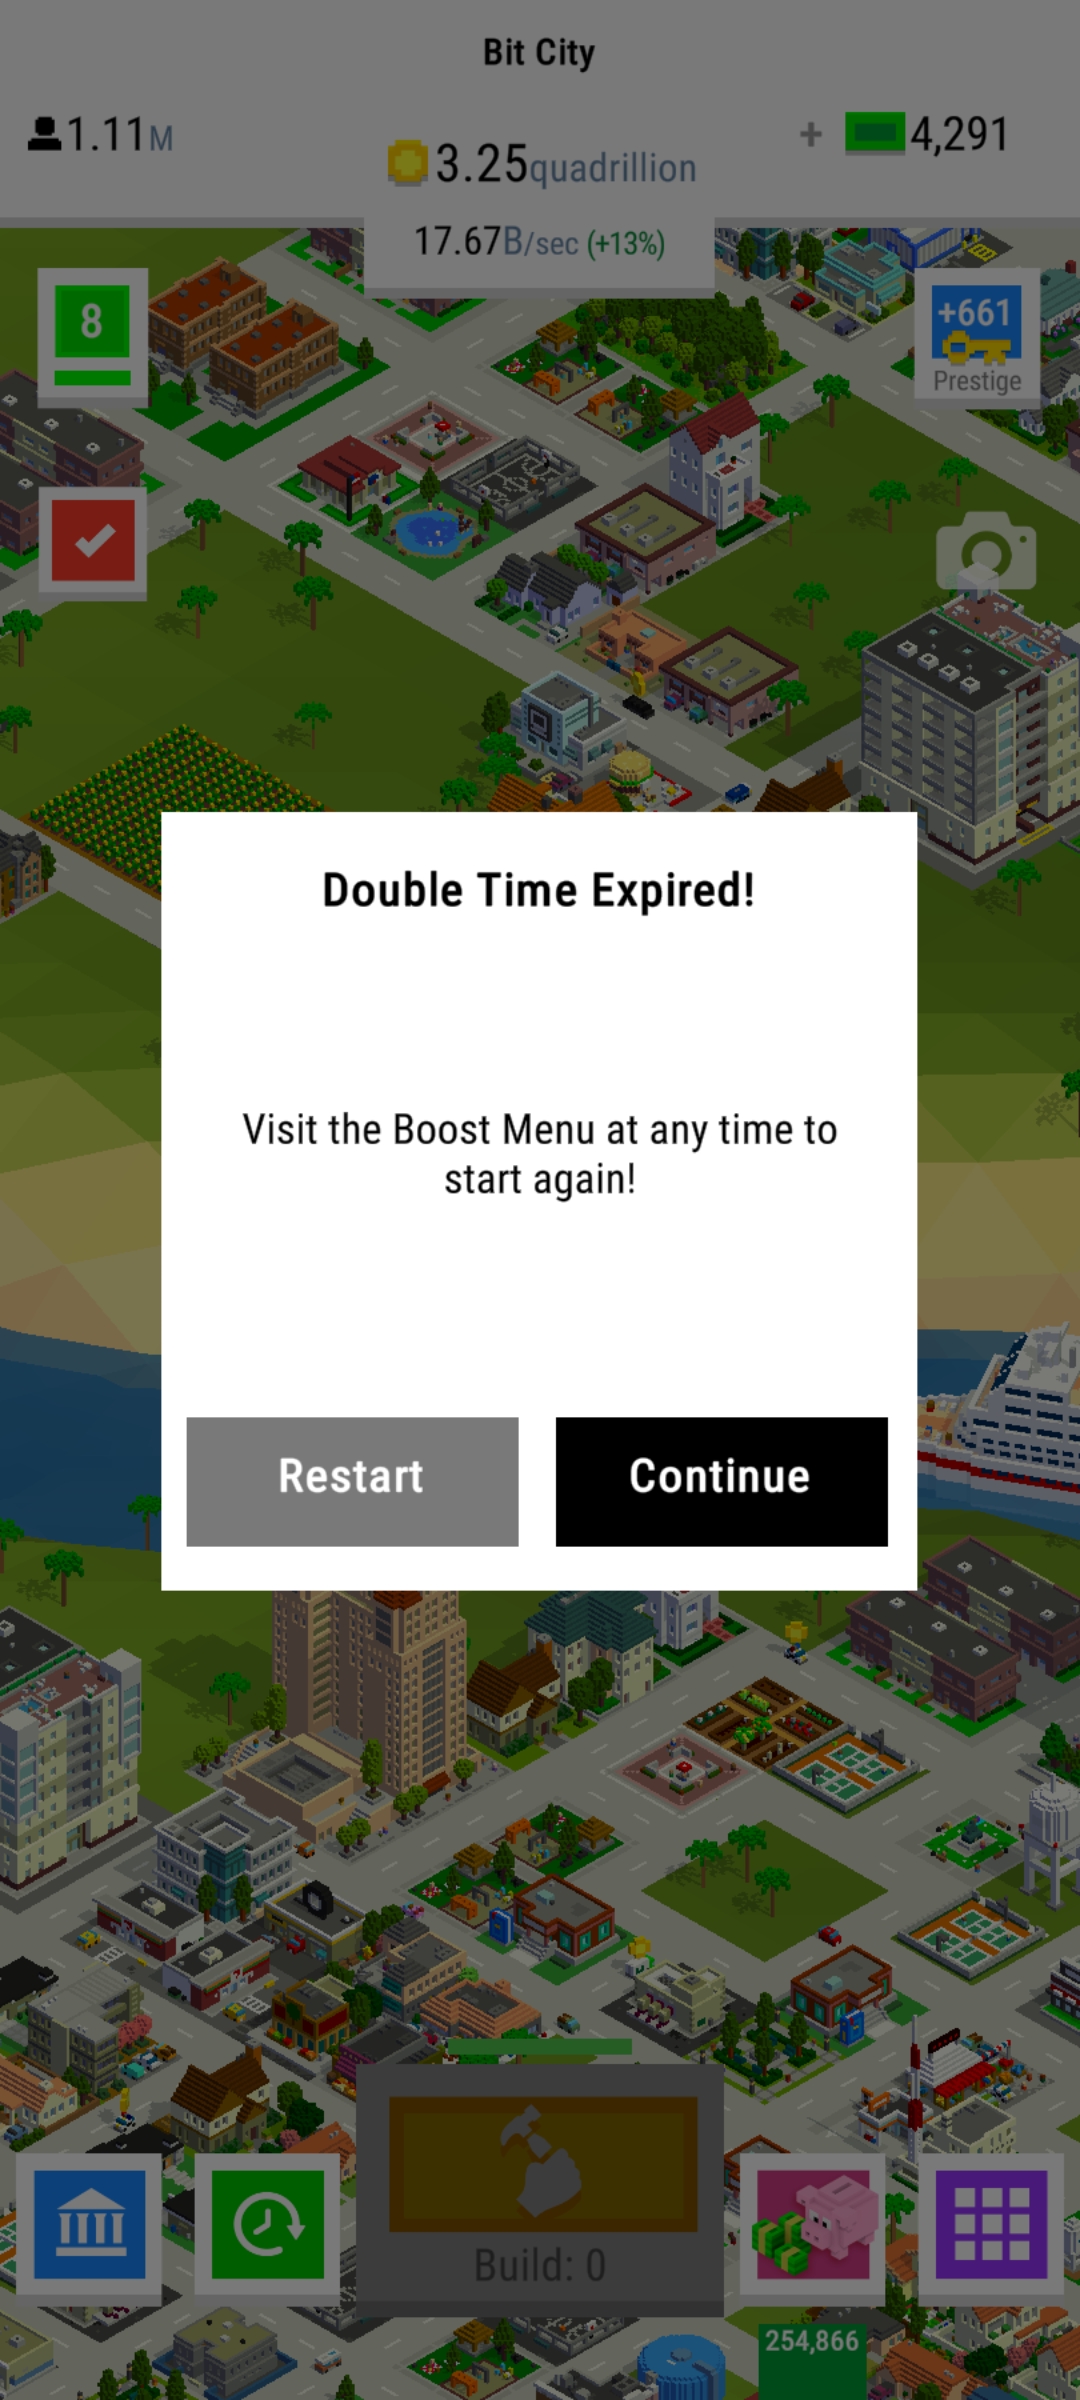 Bit City
1.11M
3.25quadrillion
+ 4,291
17.67B/sec (+13%)
8
+661
Prestige
Double Time Expired!
Visit the Boost Menu at any time to
start again!
Restart
Continue
Build: 0
254,866